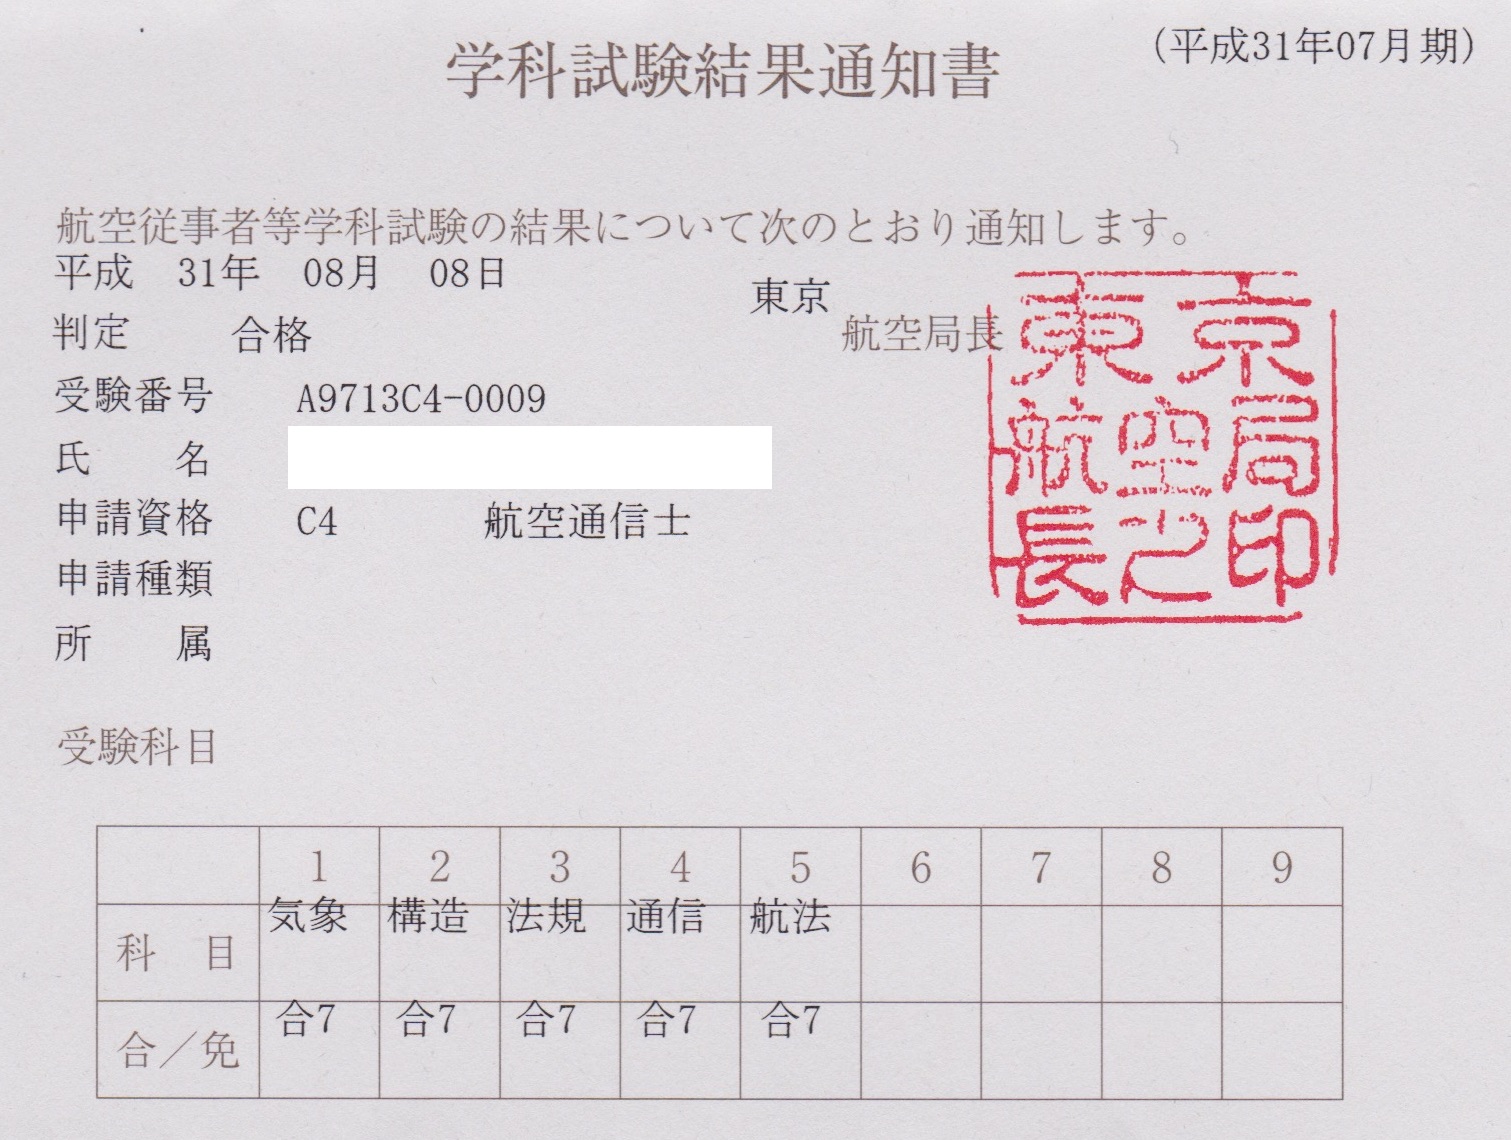 (平成31年07月期)
学科試験結果通知書
航空従事者等学科試験の結果について次のとおり通知します。
平成 31年 08月 08日
東京
航空局長
東京航空局長之印
判定 合格
受験番号 A9713C4-0009
氏 名
申請資格 C4 航空通信士
申請種類
所 属
受験科目
1 2 3 4 5 6 7 8 9
科 目 気象 構造 法規 通信 航法
合/免 合7 合7 合7 合7 合7